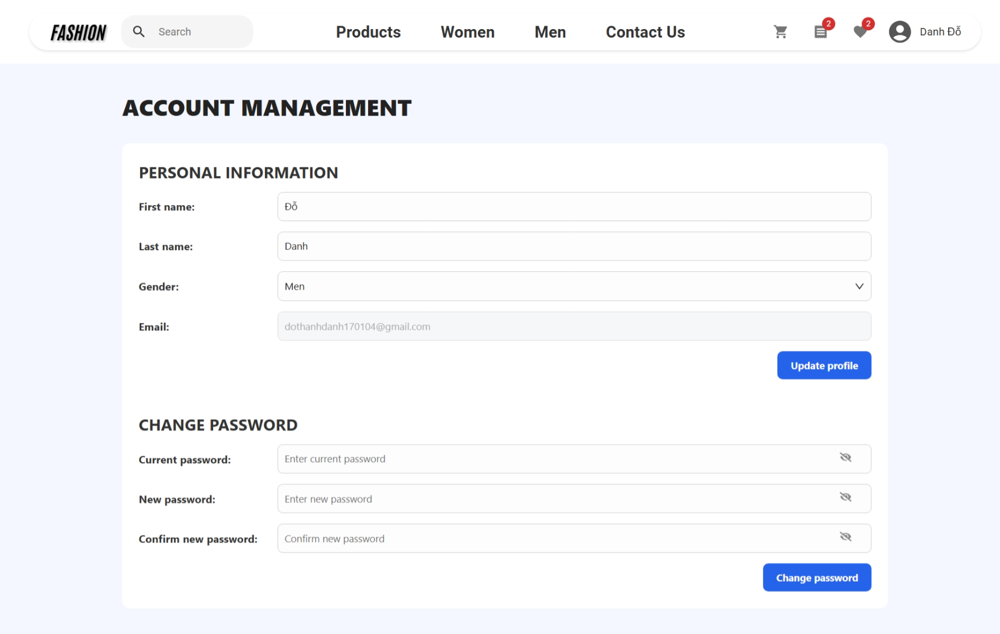 FASHION Search Products Women Men Contact Us 2 2 Danh Đỗ
ACCOUNT MANAGEMENT
PERSONAL INFORMATION
First name: Đỗ
Last name: Danh
Gender: Men
Email: dothanhdanh170104@gmail.com
Update profile
CHANGE PASSWORD
Current password: Enter current password
New password: Enter new password
Confirm new password: Confirm new password
Change password